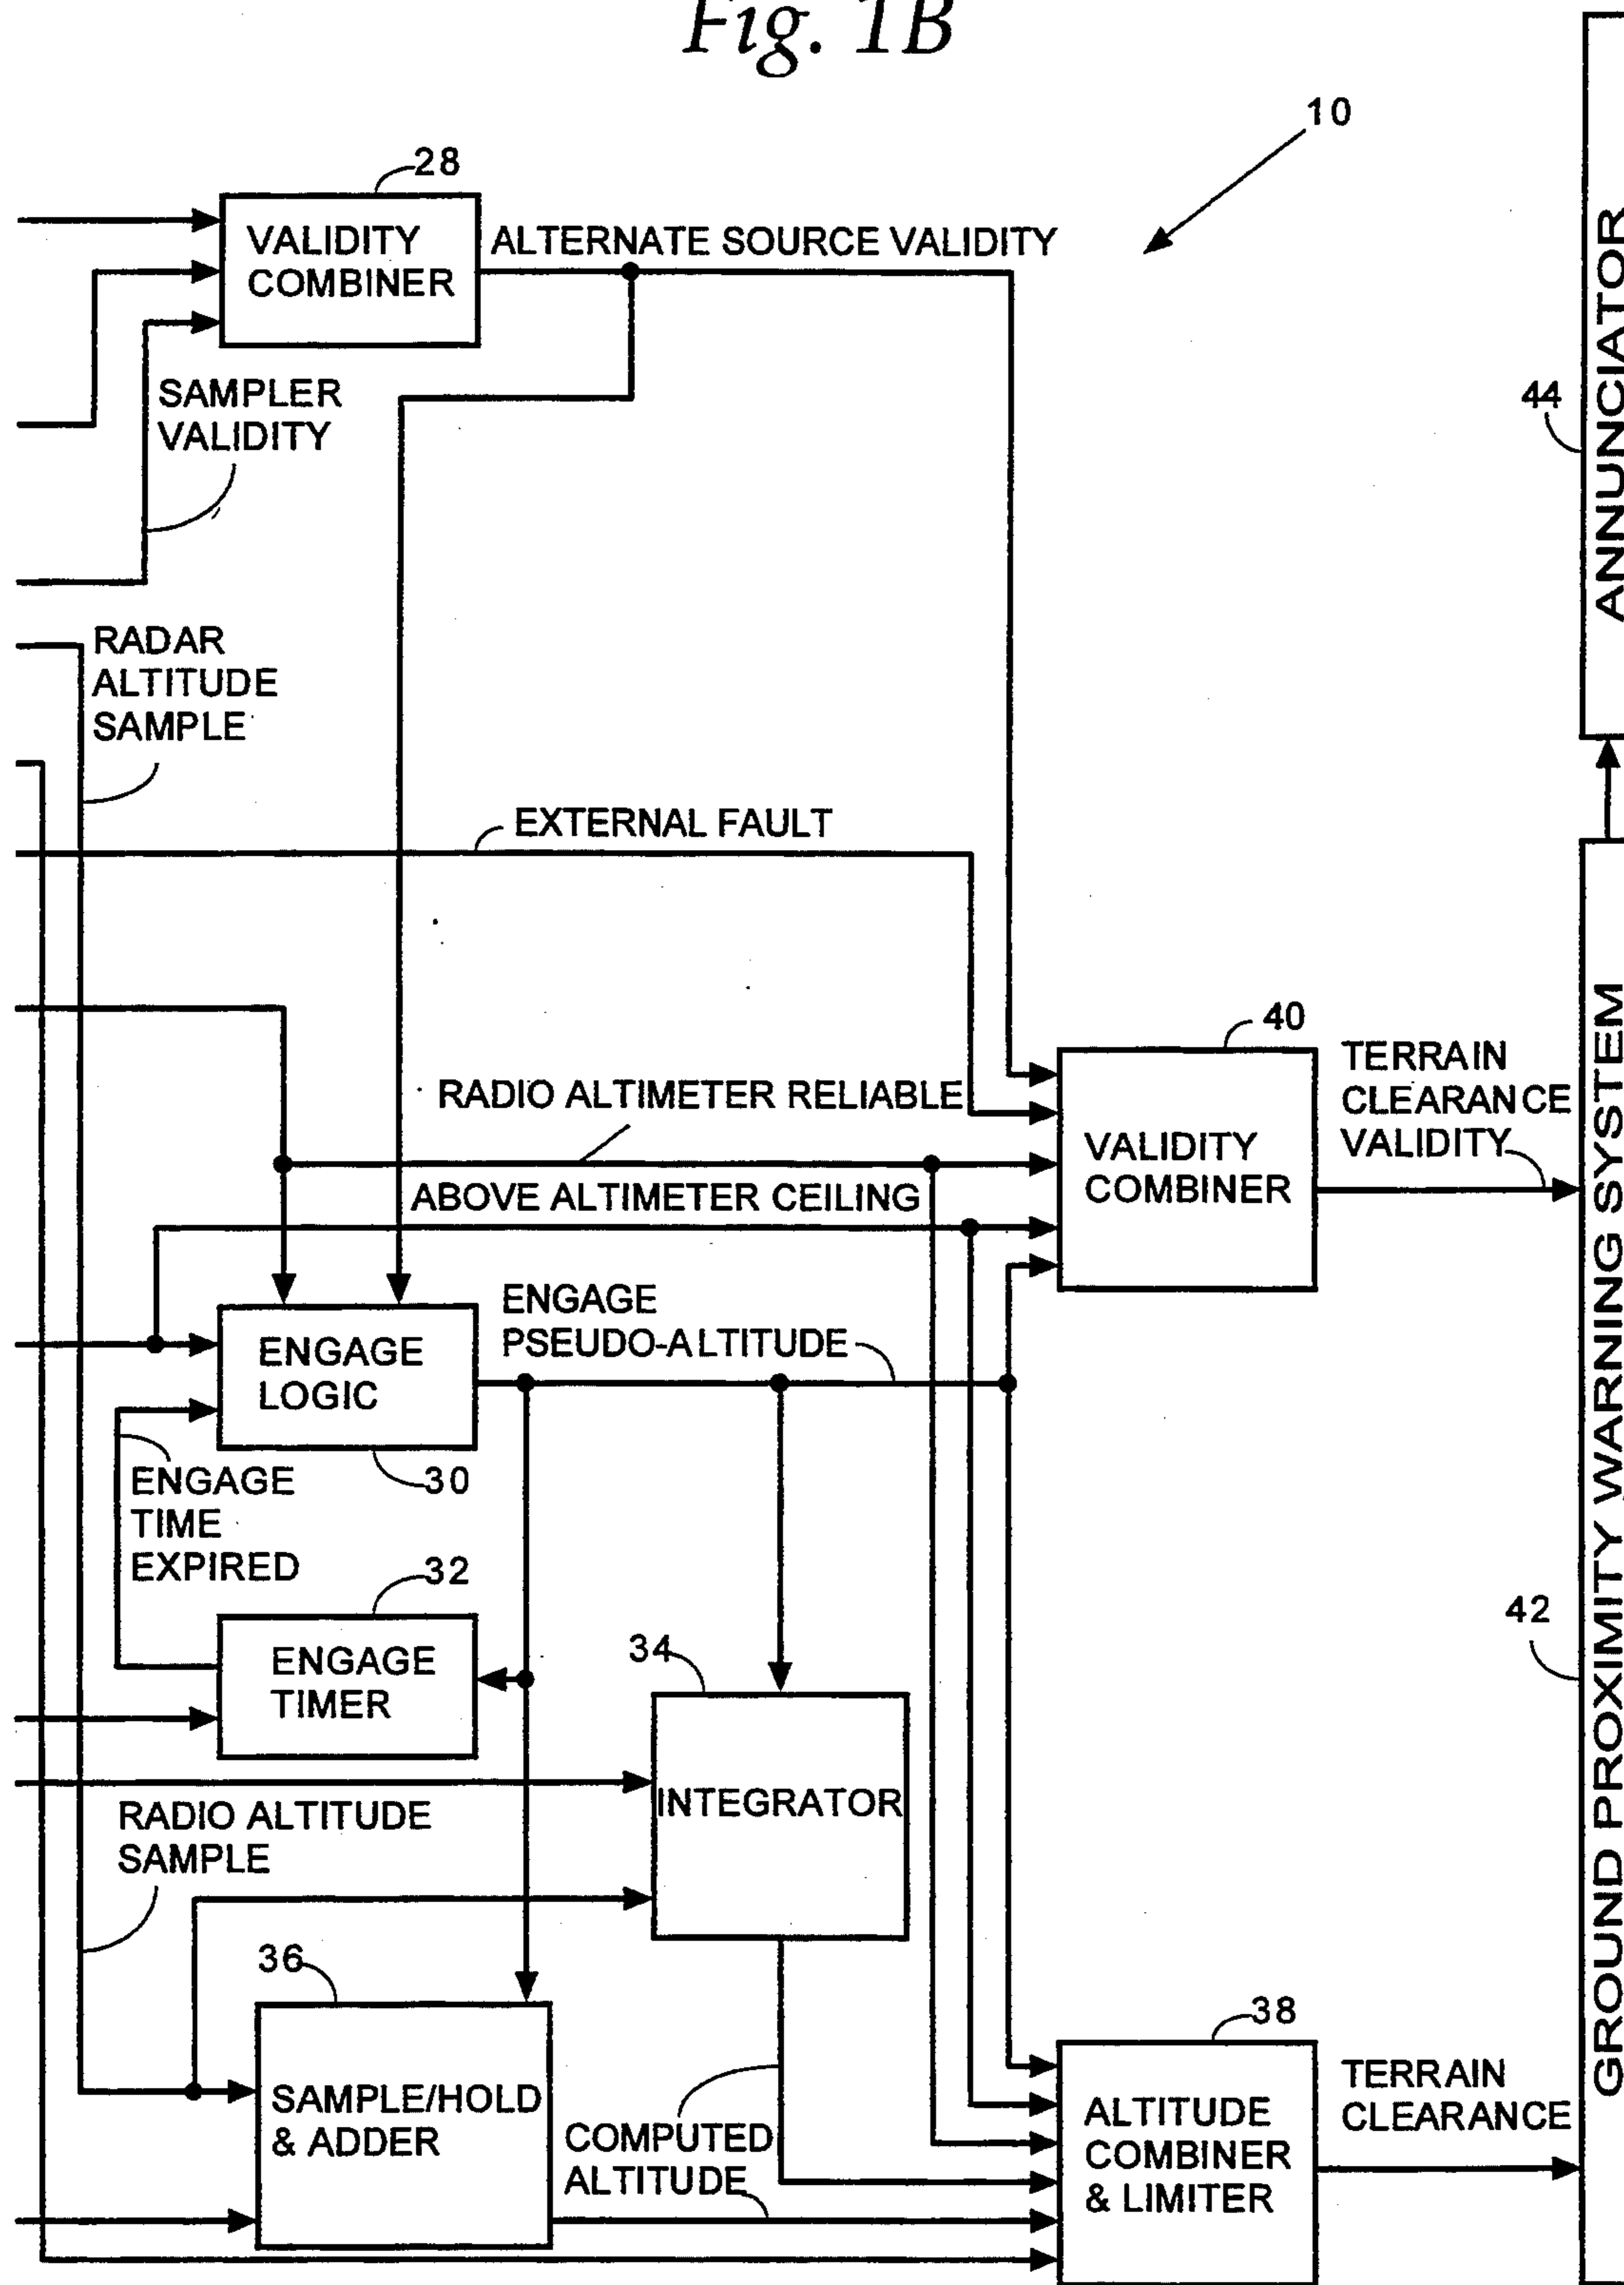 Fig. 1B
10
28
VALIDITY
COMBINER
ALTERNATE SOURCE VALIDITY
SAMPLER
VALIDITY
44
ANNUNCIATOR
RADAR
ALTITUDE
SAMPLE
EXTERNAL FAULT
40
TERRAIN
CLEARANCE
VALIDITY
RADIO ALTIMETER RELIABLE
VALIDITY
COMBINER
ABOVE ALTIMETER CEILING
ENGAGE
PSEUDO-ALTITUDE
ENGAGE
LOGIC
30
ENGAGE
TIME
EXPIRED
32
ENGAGE
TIMER
34
INTEGRATOR
42
GROUND PROXIMITY WARNING SYSTEM
RADIO ALTITUDE
SAMPLE
36
SAMPLE/HOLD
& ADDER
COMPUTED
ALTITUDE
38
ALTITUDE
COMBINER
& LIMITER
TERRAIN
CLEARANCE